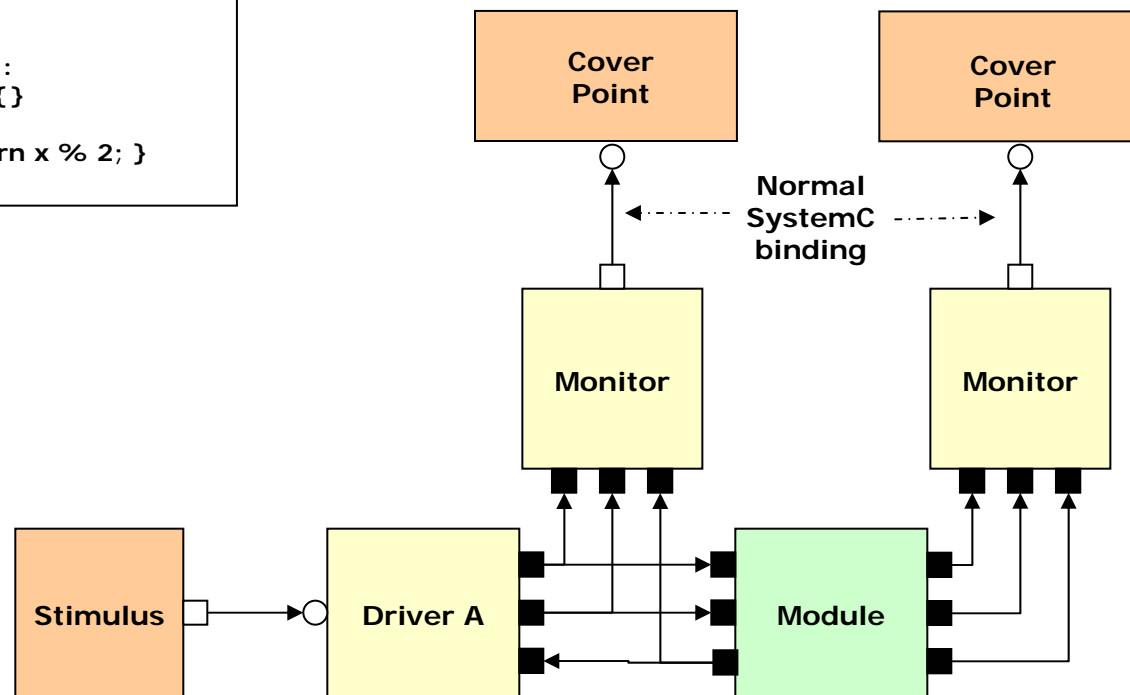 :
{}
rn x % 2; }
Cover
Point
Cover
Point
Normal
SystemC
binding
Monitor
Monitor
Stimulus
Driver A
Module